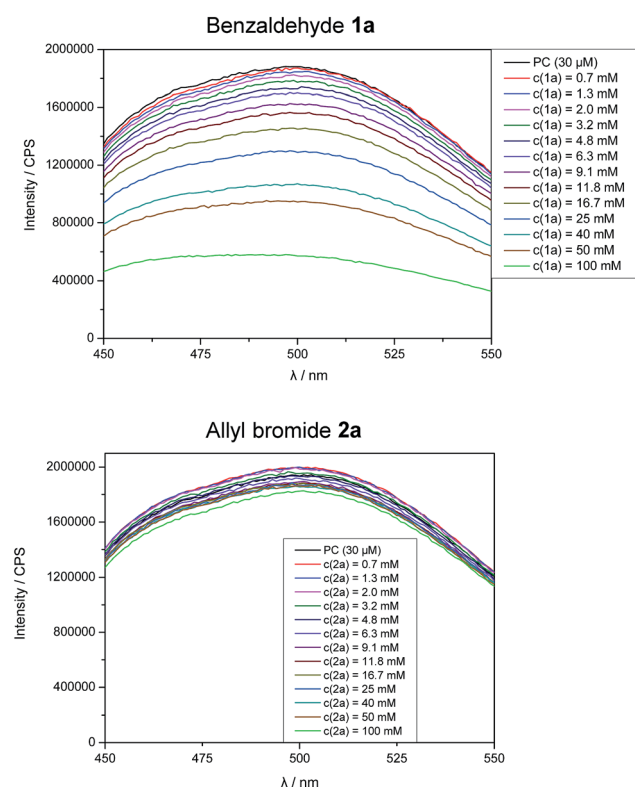 Benzaldehyde 1a
2000000
1600000
1200000
800000
400000
0
Intensity / CPS
450
475
500
525
550
λ / nm
PC (30 µM)
c(1a) = 0.7 mM
c(1a) = 1.3 mM
c(1a) = 2.0 mM
c(1a) = 3.2 mM
c(1a) = 4.8 mM
c(1a) = 6.3 mM
c(1a) = 9.1 mM
c(1a) = 11.8 mM
c(1a) = 16.7 mM
c(1a) = 25 mM
c(1a) = 40 mM
c(1a) = 50 mM
c(1a) = 100 mM
Allyl bromide 2a
2000000
1600000
1200000
800000
400000
0
Intensity / CPS
450
475
500
525
550
λ / nm
PC (30 µM)
c(2a) = 0.7 mM
c(2a) = 1.3 mM
c(2a) = 2.0 mM
c(2a) = 3.2 mM
c(2a) = 4.8 mM
c(2a) = 6.3 mM
c(2a) = 9.1 mM
c(2a) = 11.8 mM
c(2a) = 16.7 mM
c(2a) = 25 mM
c(2a) = 40 mM
c(2a) = 50 mM
c(2a) = 100 mM